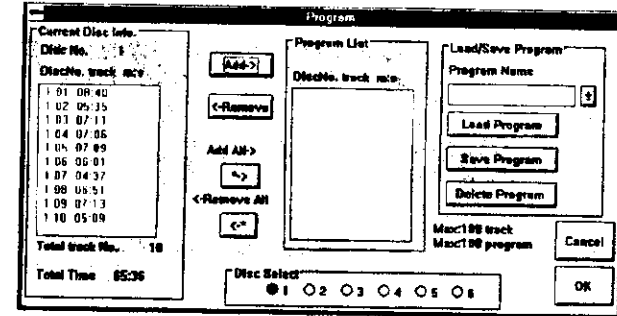 Program
Current Disc Info.
Disc No. 1
DiscNo. track m:s
1 01 08:40
1 02 05:35
1 03 07:11
1 04 07:06
1 05 07:09
1 06 06:01
1 07 04:37
1 08 06:51
1 09 07:13
1 10 05:09
Total track No. 10
Total Time 65:36
Add->
<-Remove
Add All->
*->
<-Remove All
<-*
Program List
DiscNo. track m:s
Load/Save Program
Program Name
Load Program
Save Program
Delete Program
Max:100 track
Max:100 program
Cancel
OK
Disc Select
1 2 3 4 5 6